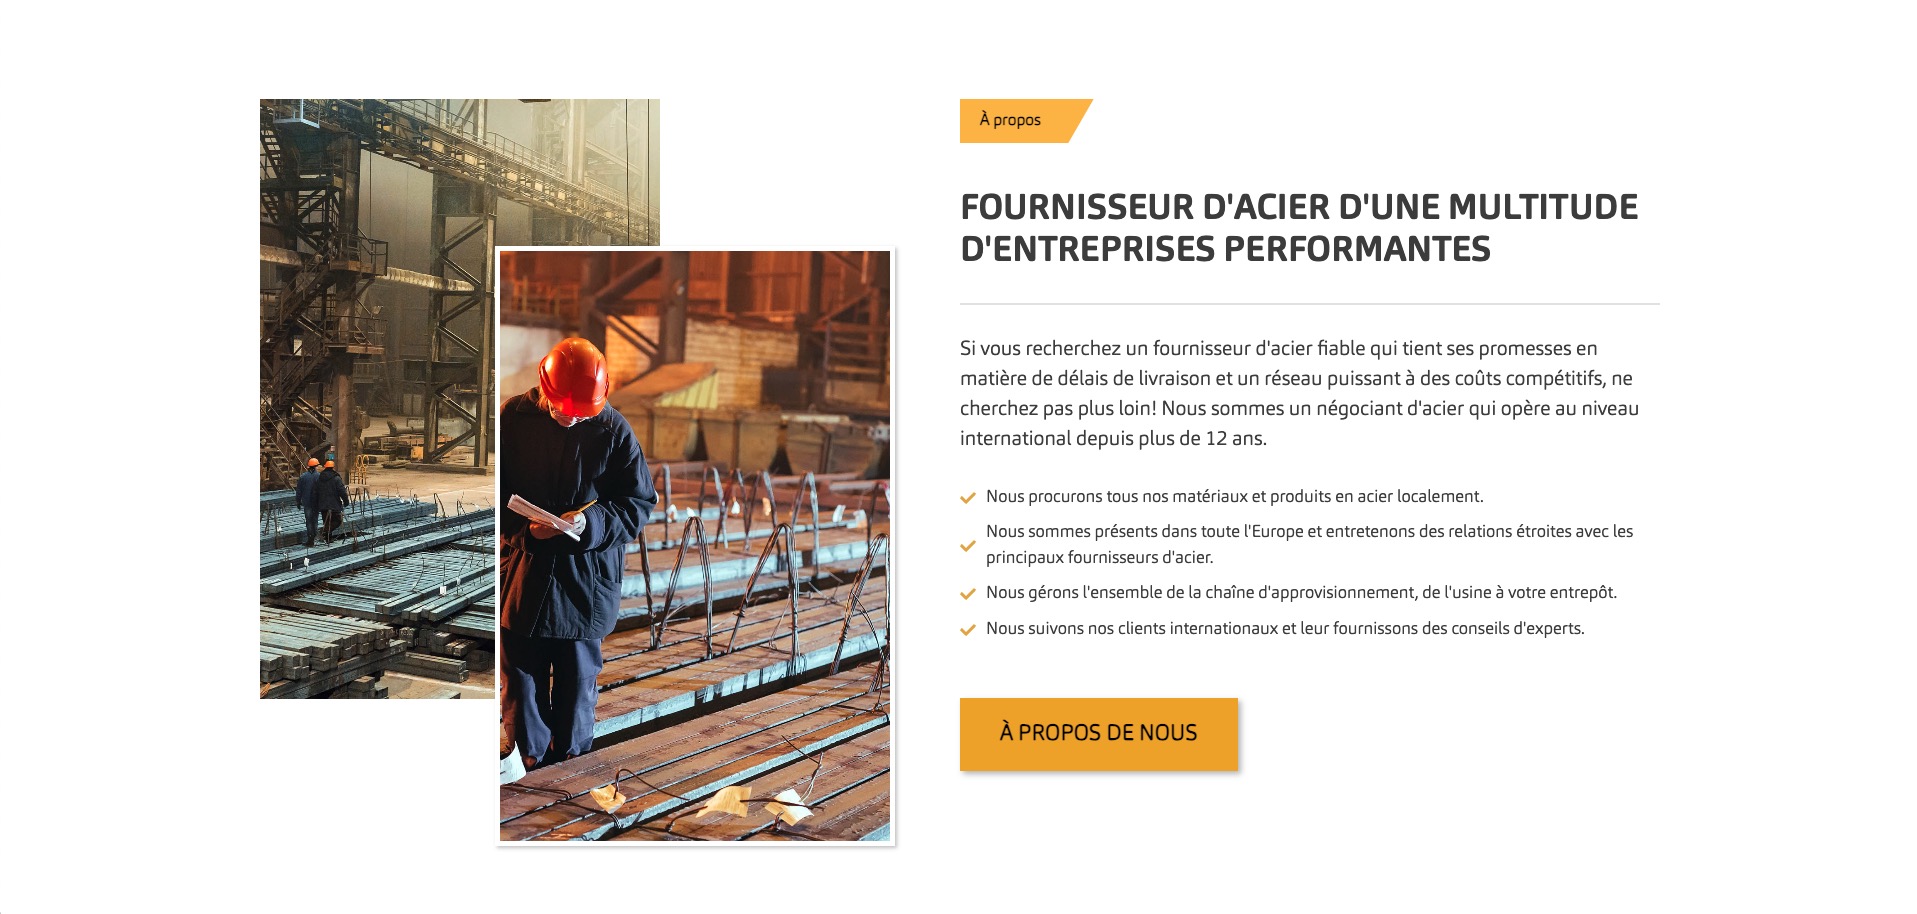 À propos
FOURNISSEUR D'ACIER D'UNE MULTITUDE
D'ENTREPRISES PERFORMANTES
Si vous recherchez un fournisseur d'acier fiable qui tient ses promesses en
matière de délais de livraison et un réseau puissant à des coûts compétitifs, ne
cherchez pas plus loin! Nous sommes un négociant d'acier qui opère au niveau
international depuis plus de 12 ans.
Nous procurons tous nos matériaux et produits en acier localement.
Nous sommes présents dans toute l'Europe et entretenons des relations étroites avec les
principaux fournisseurs d'acier.
Nous gérons l'ensemble de la chaîne d'approvisionnement, de l'usine à votre entrepôt.
Nous suivons nos clients internationaux et leur fournissons des conseils d'experts.
À PROPOS DE NOUS